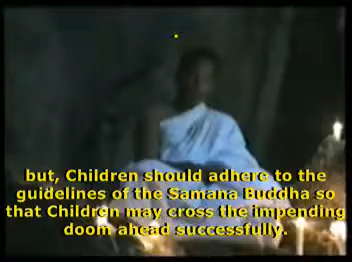 but, Children should adhere to the
guidelines of the Samana Buddha so
that Children may cross the impending
doom ahead successfully.